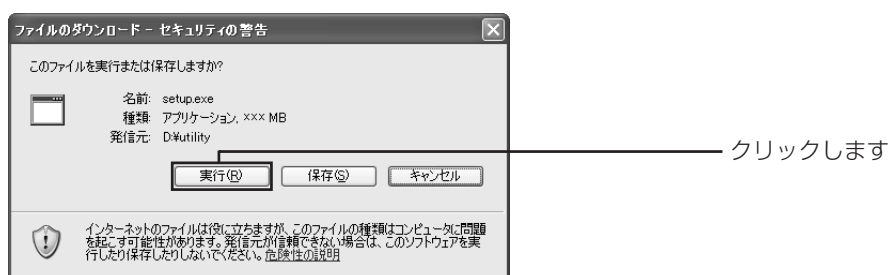 ファイルのダウンロード - セキュリティの警告
このファイルを実行または保存しますか?
名前: setup.exe
種類: アプリケーション, ××× MB
発信元: D:¥utility
実行(R)
保存(S)
キャンセル
クリックします
インターネットのファイルは役に立ちますが、このファイルの種類はコンピュータに問題
を起こす可能性があります。発信元が信頼できない場合は、このソフトウェアを実
行したり保存したりしないでください。危険性の説明